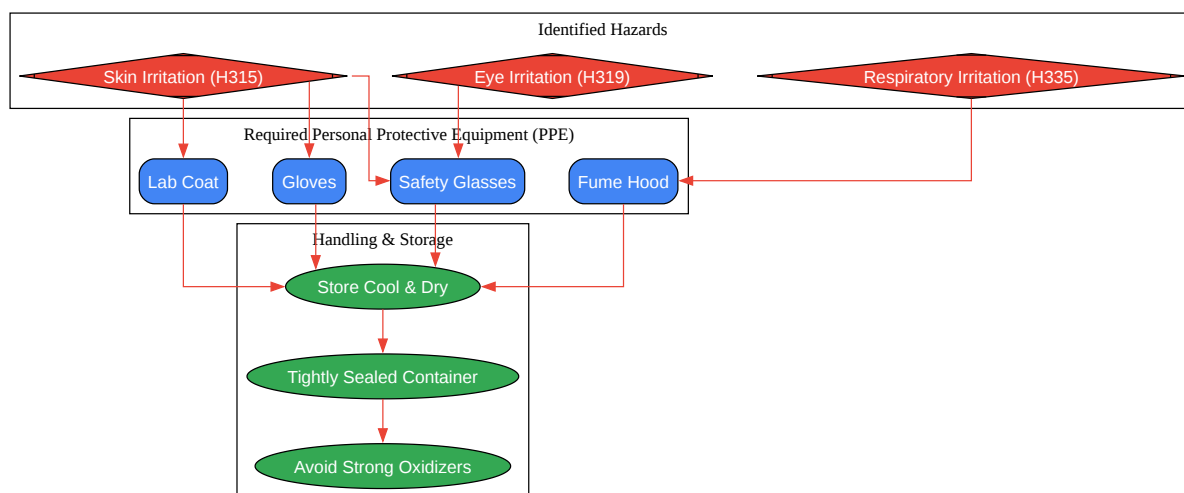 Identified Hazards
Skin Irritation (H315)
Eye Irritation (H319)
Respiratory Irritation (H335)
Required Personal Protective Equipment (PPE)
Lab Coat
Gloves
Safety Glasses
Fume Hood
Handling & Storage
Store Cool & Dry
Tightly Sealed Container
Avoid Strong Oxidizers